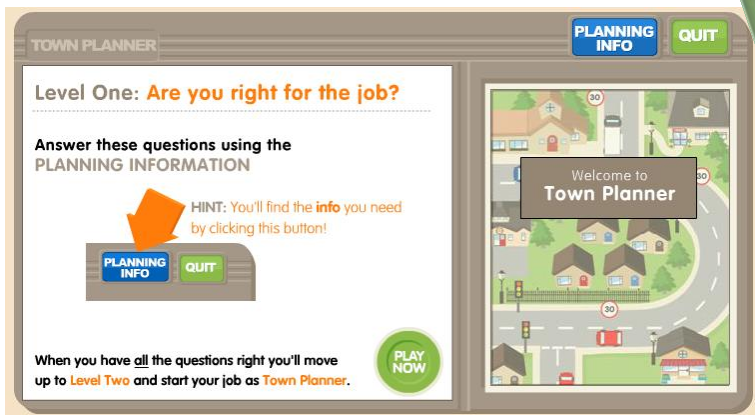 TOWN PLANNER
PLANNING
INFO
QUIT
Level One: Are you right for the job?
Answer these questions using the
PLANNING INFORMATION
HINT: You'll find the info you need
by clicking this button!
PLANNING
INFO
QUIT
When you have all the questions right you'll move
up to Level Two and start your job as Town Planner.
PLAY
NOW
30
Welcome to
Town Planner
30
30